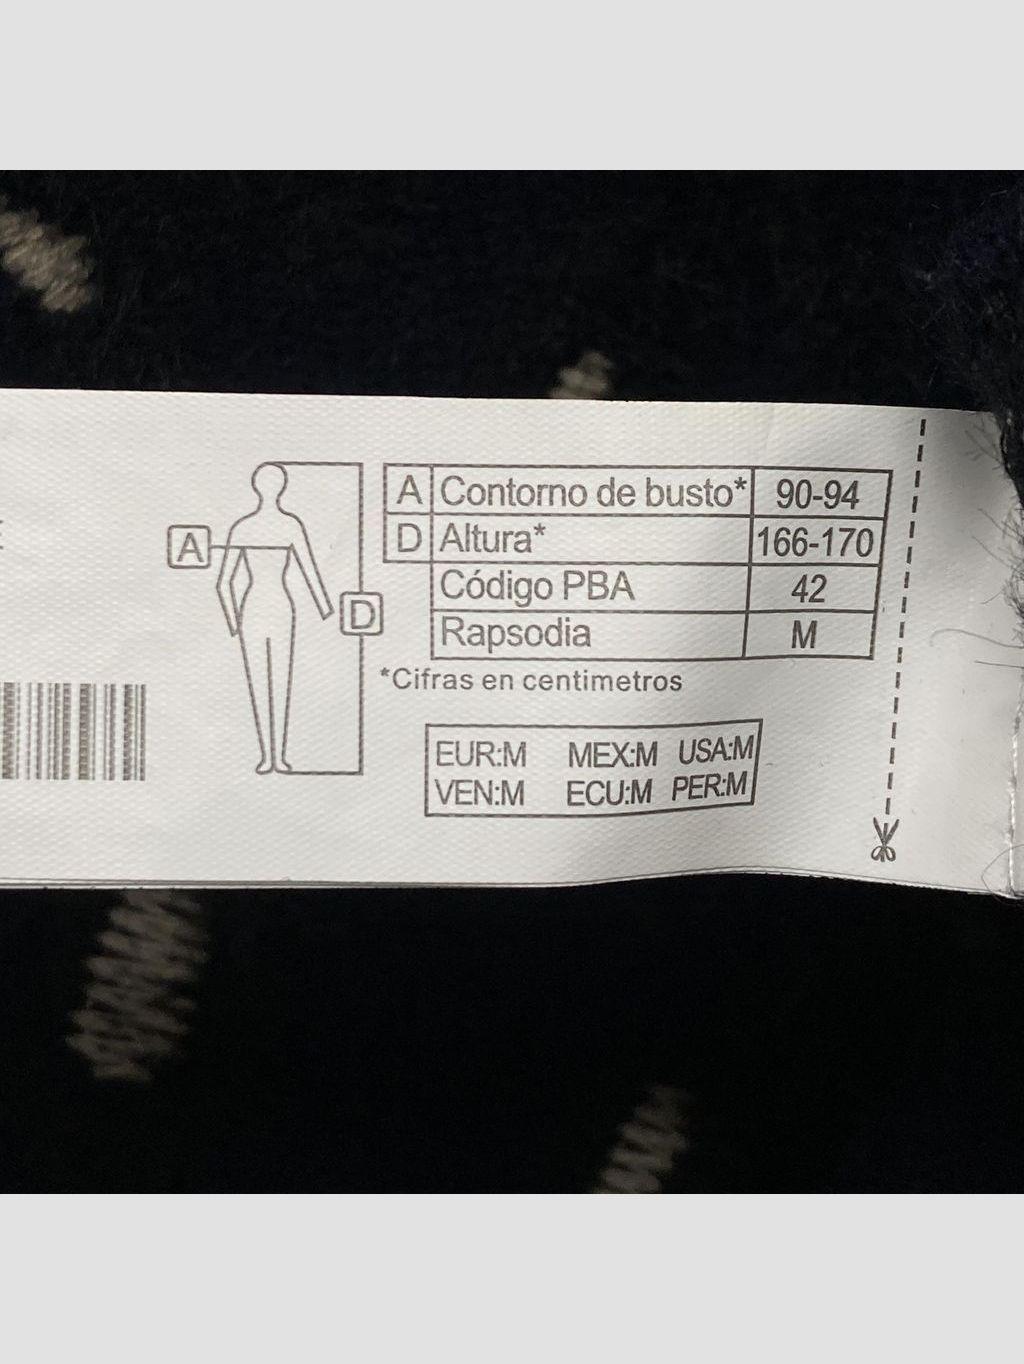 A Contorno de busto* 90-94
A
D Altura* 166-170
D
Código PBA 42
Rapsodia M
*Cifras en centimetros
EUR:M MEX:M USA:M
VEN:M ECU:M PER:M